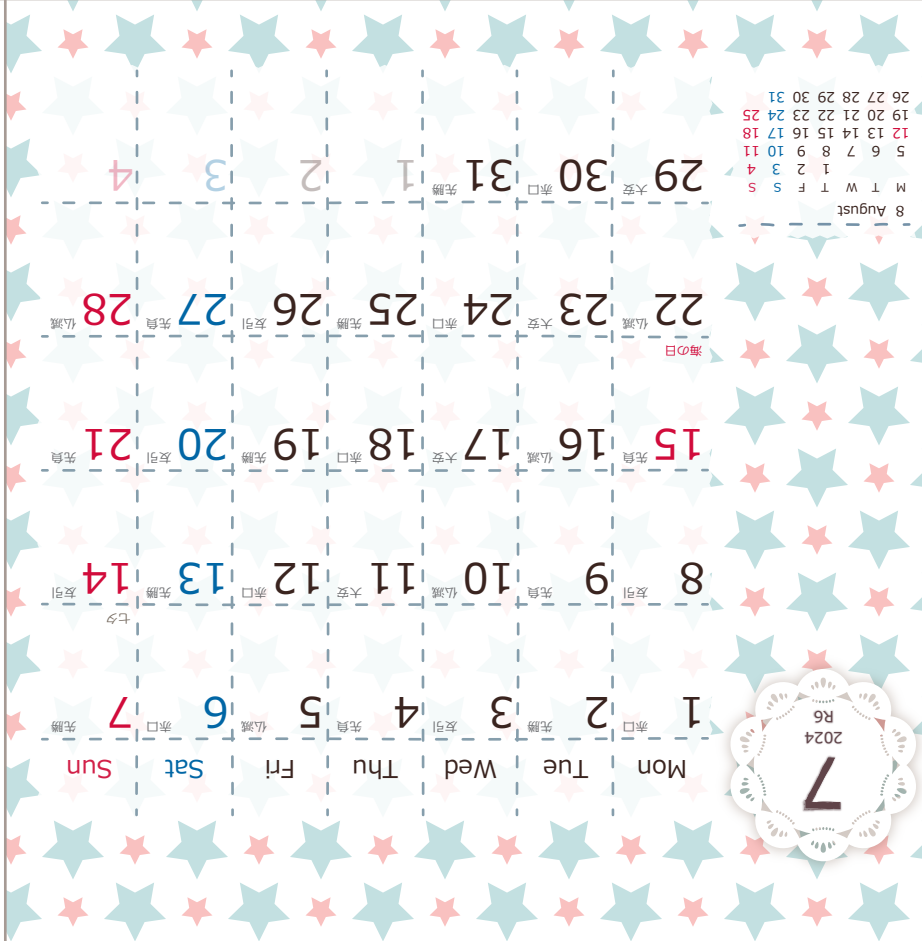 7
2024
R6
Mon Tue Wed Thu Fri Sat Sun
1 赤口 2 先勝 3 友引 4 先負 5 仏滅 6 赤口 7 先勝
七夕
8 友引 9 先負 10 仏滅 11 大安 12 赤口 13 先勝 14 友引
15 先負 16 仏滅 17 大安 18 赤口 19 先勝 20 友引 21 先負
海の日
22 仏滅 23 大安 24 赤口 25 先勝 26 友引 27 先負 28 仏滅
29 大安 30 赤口 31 先勝 1 2 3 4
8 August
M T W T F S S
1 2 3 4
5 6 7 8 9 10 11
12 13 14 15 16 17 18
19 20 21 22 23 24 25
26 27 28 29 30 31